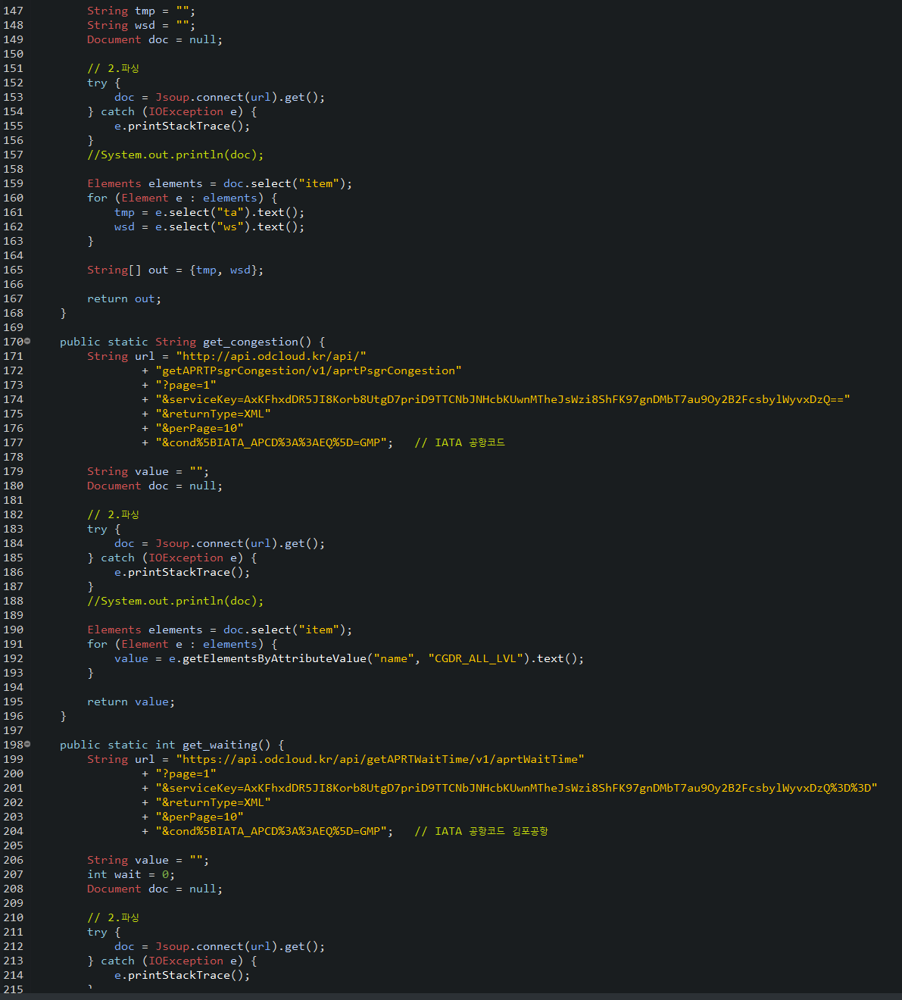 147 String tmp = "";
148 String wsd = "";
149 Document doc = null;
150
151 // 2.파싱
152 try {
153 doc = Jsoup.connect(url).get();
154 } catch (IOException e) {
155 e.printStackTrace();
156 }
157 //System.out.println(doc);
158
159 Elements elements = doc.select("item");
160 for (Element e : elements) {
161 tmp = e.select("ta").text();
162 wsd = e.select("ws").text();
163 }
164
165 String[] out = {tmp, wsd};
166
167 return out;
168 }
169
170 public static String get_congestion() {
171 String url = "http://api.odcloud.kr/api/"
172 + "getAPRTPsgrCongestion/v1/aprtPsgrCongestion"
173 + "?page=1"
174 + "&serviceKey=AxKFhxdDR5JI8Korb8UtgD7priD9TTCNbJNHcbKUwnMTheJsWzi8ShFK97gnDMbT7au9Oy2B2FcsbylWyvxDzQ=="
175 + "&returnType=XML"
176 + "&perPage=10"
177 + "&cond%5BIATA_APCD%3A%3AEQ%5D=GMP"; // IATA 공항코드
178
179 String value = "";
180 Document doc = null;
181
182 // 2.파싱
183 try {
184 doc = Jsoup.connect(url).get();
185 } catch (IOException e) {
186 e.printStackTrace();
187 }
188 //System.out.println(doc);
189
190 Elements elements = doc.select("item");
191 for (Element e : elements) {
192 value = e.getElementsByAttributeValue("name", "CGDR_ALL_LVL").text();
193 }
194
195 return value;
196 }
197
198 public static int get_waiting() {
199 String url = "https://api.odcloud.kr/api/getAPRTWaitTime/v1/aprtWaitTime"
200 + "?page=1"
201 + "&serviceKey=AxKFhxdDR5JI8Korb8UtgD7priD9TTCNbJNHcbKUwnMTheJsWzi8ShFK97gnDMbT7au9Oy2B2FcsbylWyvxDzQ%3D%3D"
202 + "&returnType=XML"
203 + "&perPage=10"
204 + "&cond%5BIATA_APCD%3A%3AEQ%5D=GMP"; // IATA 공항코드 김포공항
205
206 String value = "";
207 int wait = 0;
208 Document doc = null;
209
210 // 2.파싱
211 try {
212 doc = Jsoup.connect(url).get();
213 } catch (IOException e) {
214 e.printStackTrace();
215 }